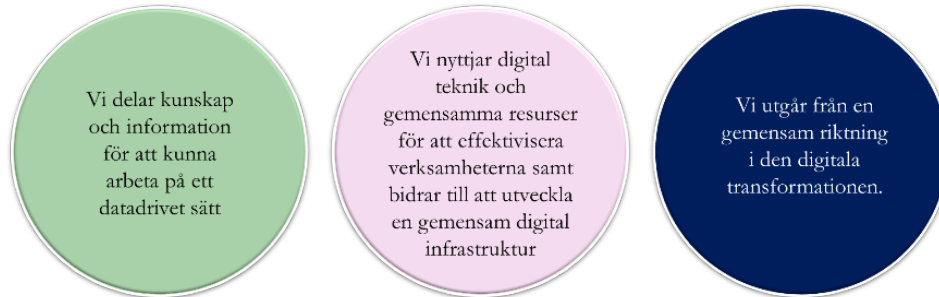 Vi delar kunskap
och information
för att kunna
arbeta på ett
datadrivet sätt
Vi nyttjar digital
teknik och
gemensamma resurser
för att effektivisera
verksamheterna samt
bidrar till att utveckla
en gemensam digital
infrastruktur
Vi utgår från en
gemensam riktning
i den digitala
transformationen.